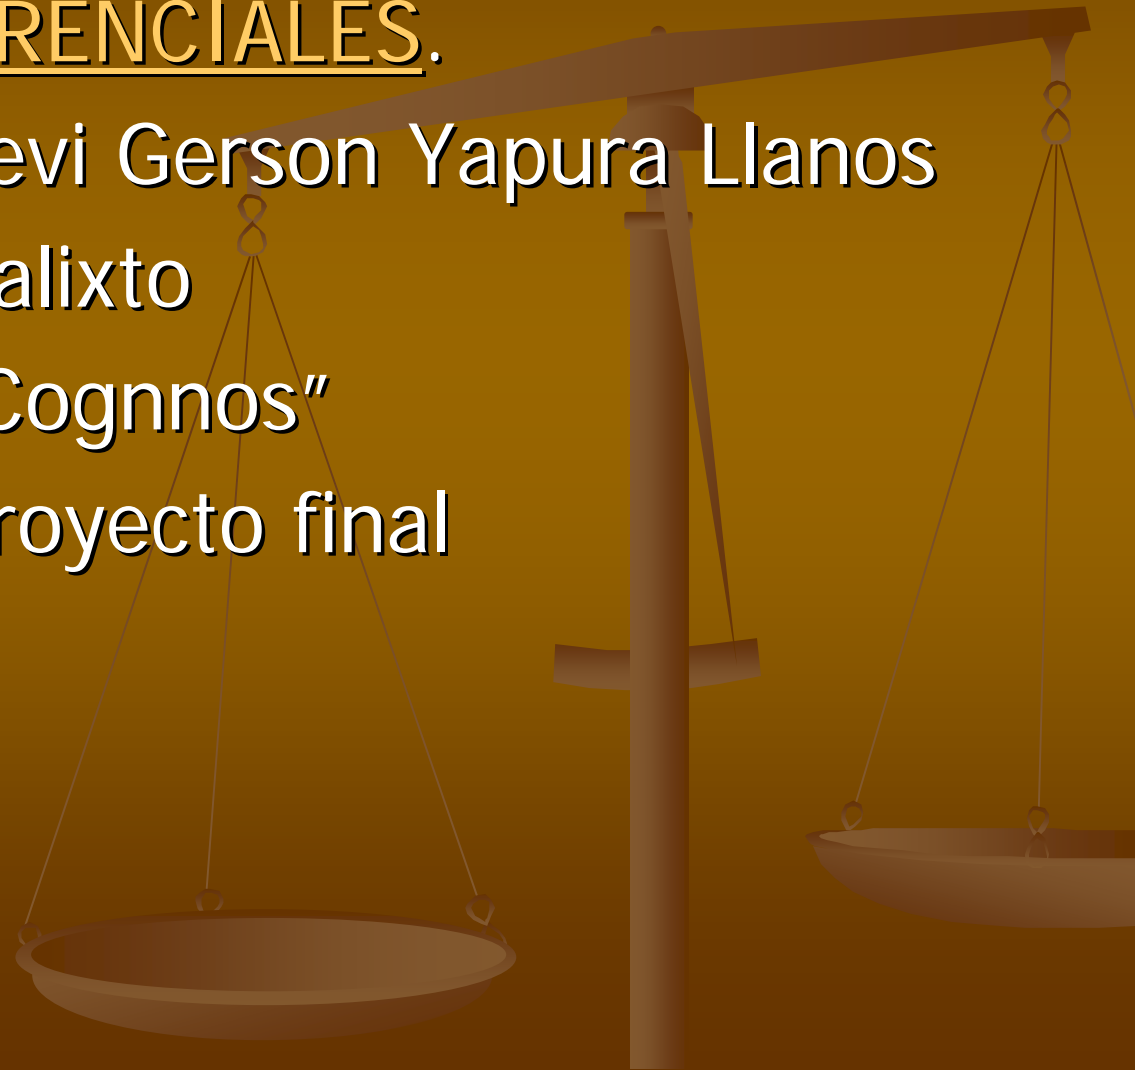 RENCIALES.
evi Gerson Yapura Llanos
alixto
Cognnos"
royecto final